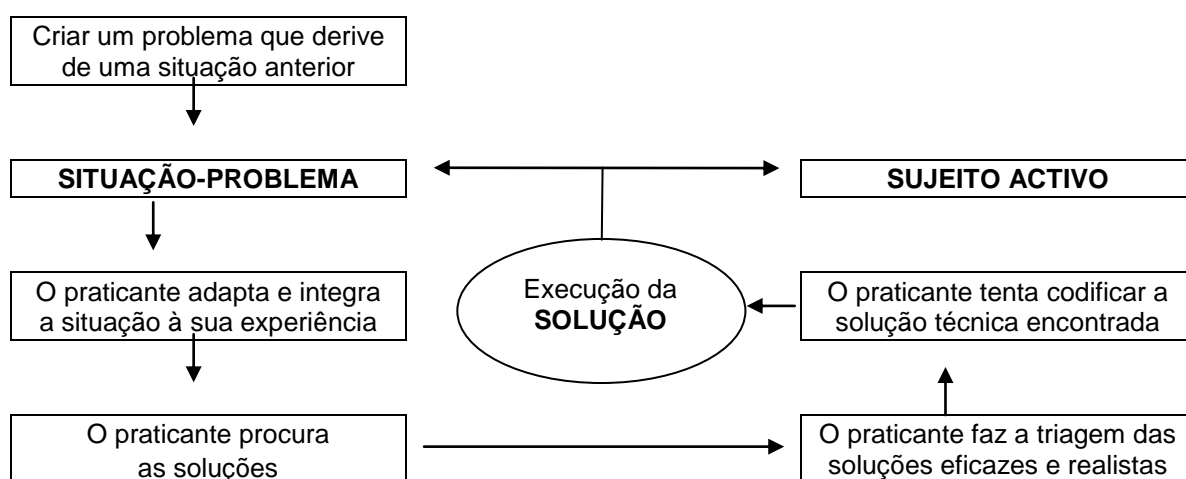 Criar um problema que derive
de uma situação anterior
SITUAÇÃO-PROBLEMA
SUJEITO ACTIVO
O praticante adapta e integra
a situação à sua experiência
Execução da
SOLUÇÃO
O praticante tenta codificar a
solução técnica encontrada
O praticante procura
as soluções
O praticante faz a triagem das
soluções eficazes e realistas